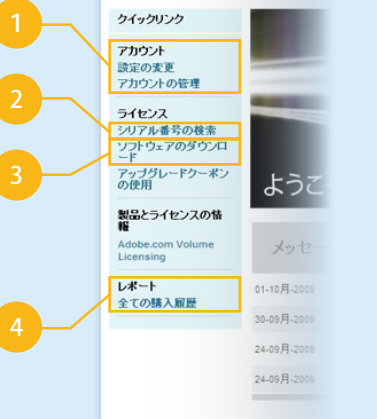 クイックリンク
1
アカウント
設定の変更
アカウントの管理
ライセンス
2
シリアル番号の検索
3
ソフトウェアのダウンロ
ード
アップグレードクーポン
の使用
製品とライセンスの情
報
Adobe.com Volume
Licensing
4
レポート
全ての購入履歴
ようこ
メッセー
01-10月-2009
30-09月-2009
24-09月-2009
24-09月-2009